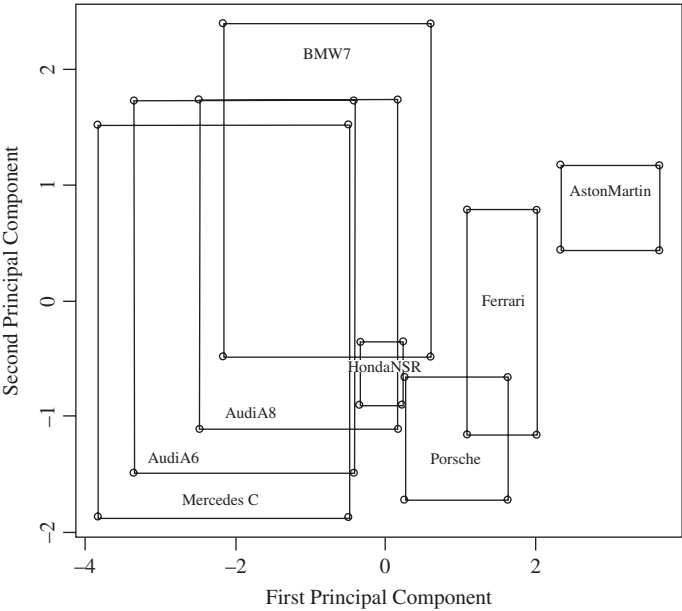 BMW7
2
AstonMartin
1
Second Principal Component
Ferrari
0
HondaNSR
AudiA8
−1
AudiA6
Porsche
Mercedes C
−2
−4
−2
0
2
First Principal Component